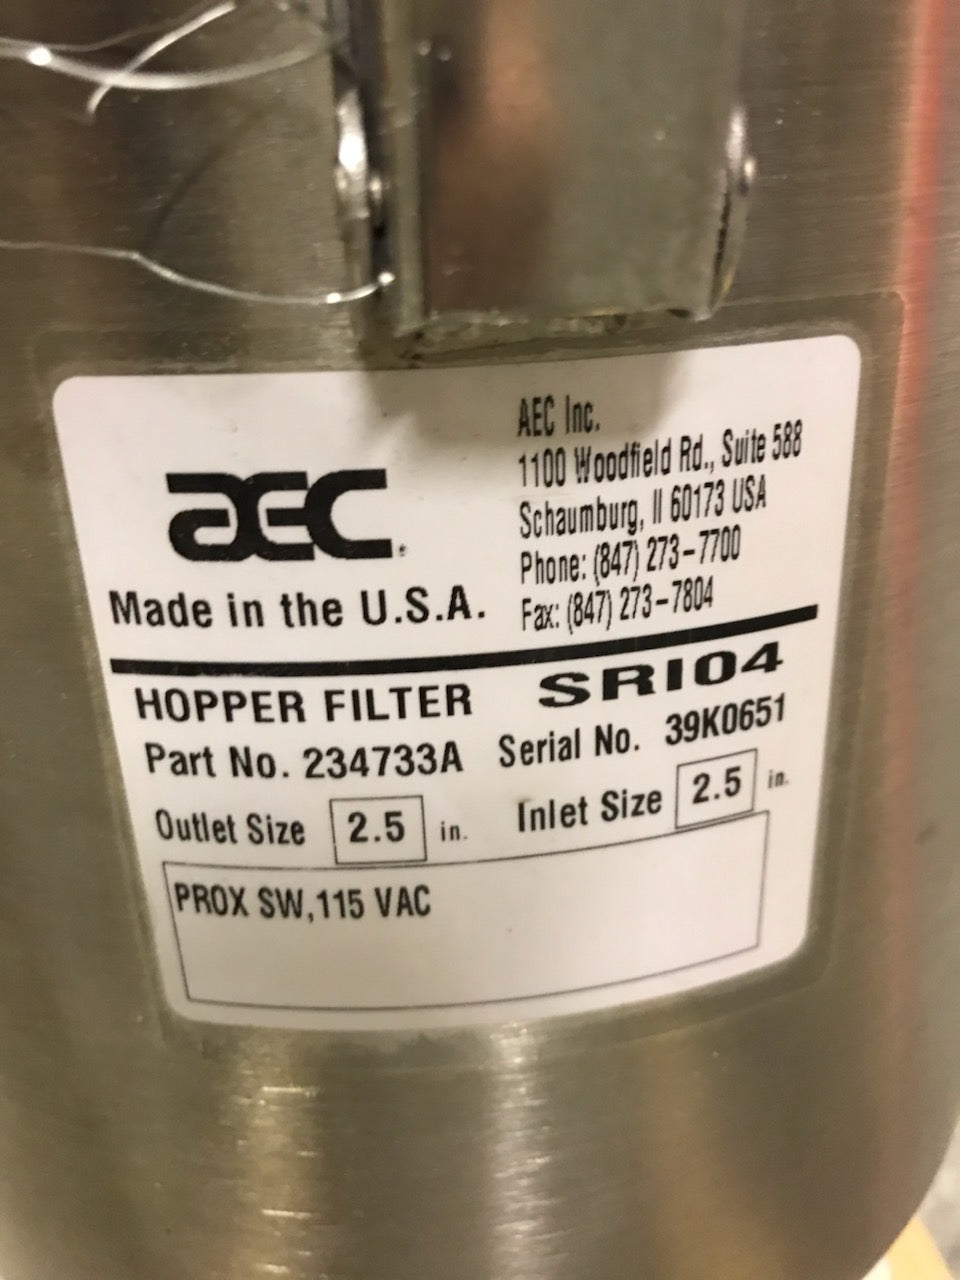 AEC Inc.
1100 Woodfield Rd., Suite 588
Schaumburg, Il 60173 USA
Phone: (847) 273-7700
Fax: (847) 273-7804
AEC
Made in the U.S.A.
HOPPER FILTER SRI04
Part No. 234733A Serial No. 39K0651
Outlet Size 2.5 in. Inlet Size 2.5 in.
PROX SW,115 VAC